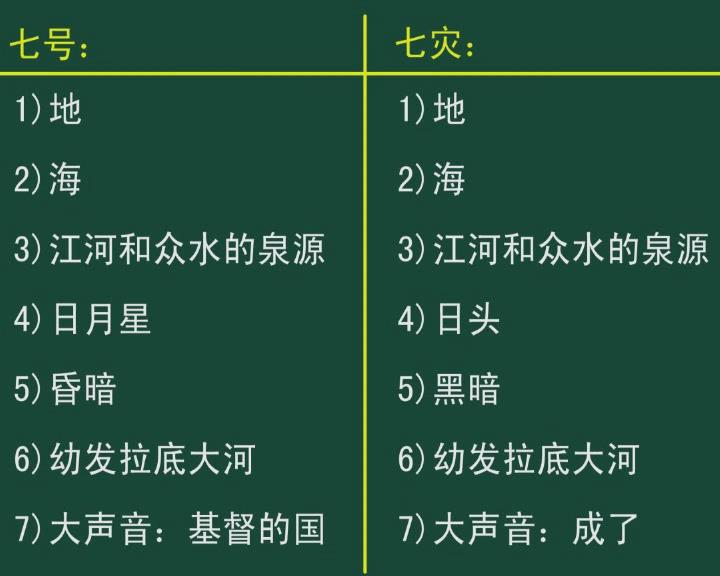 七号：
1)地
2)海
3)江河和众水的泉源
4)日月星
5)昏暗
6)幼发拉底大河
7)大声音：基督的国
七灾：
1)地
2)海
3)江河和众水的泉源
4)日头
5)黑暗
6)幼发拉底大河
7)大声音：成了